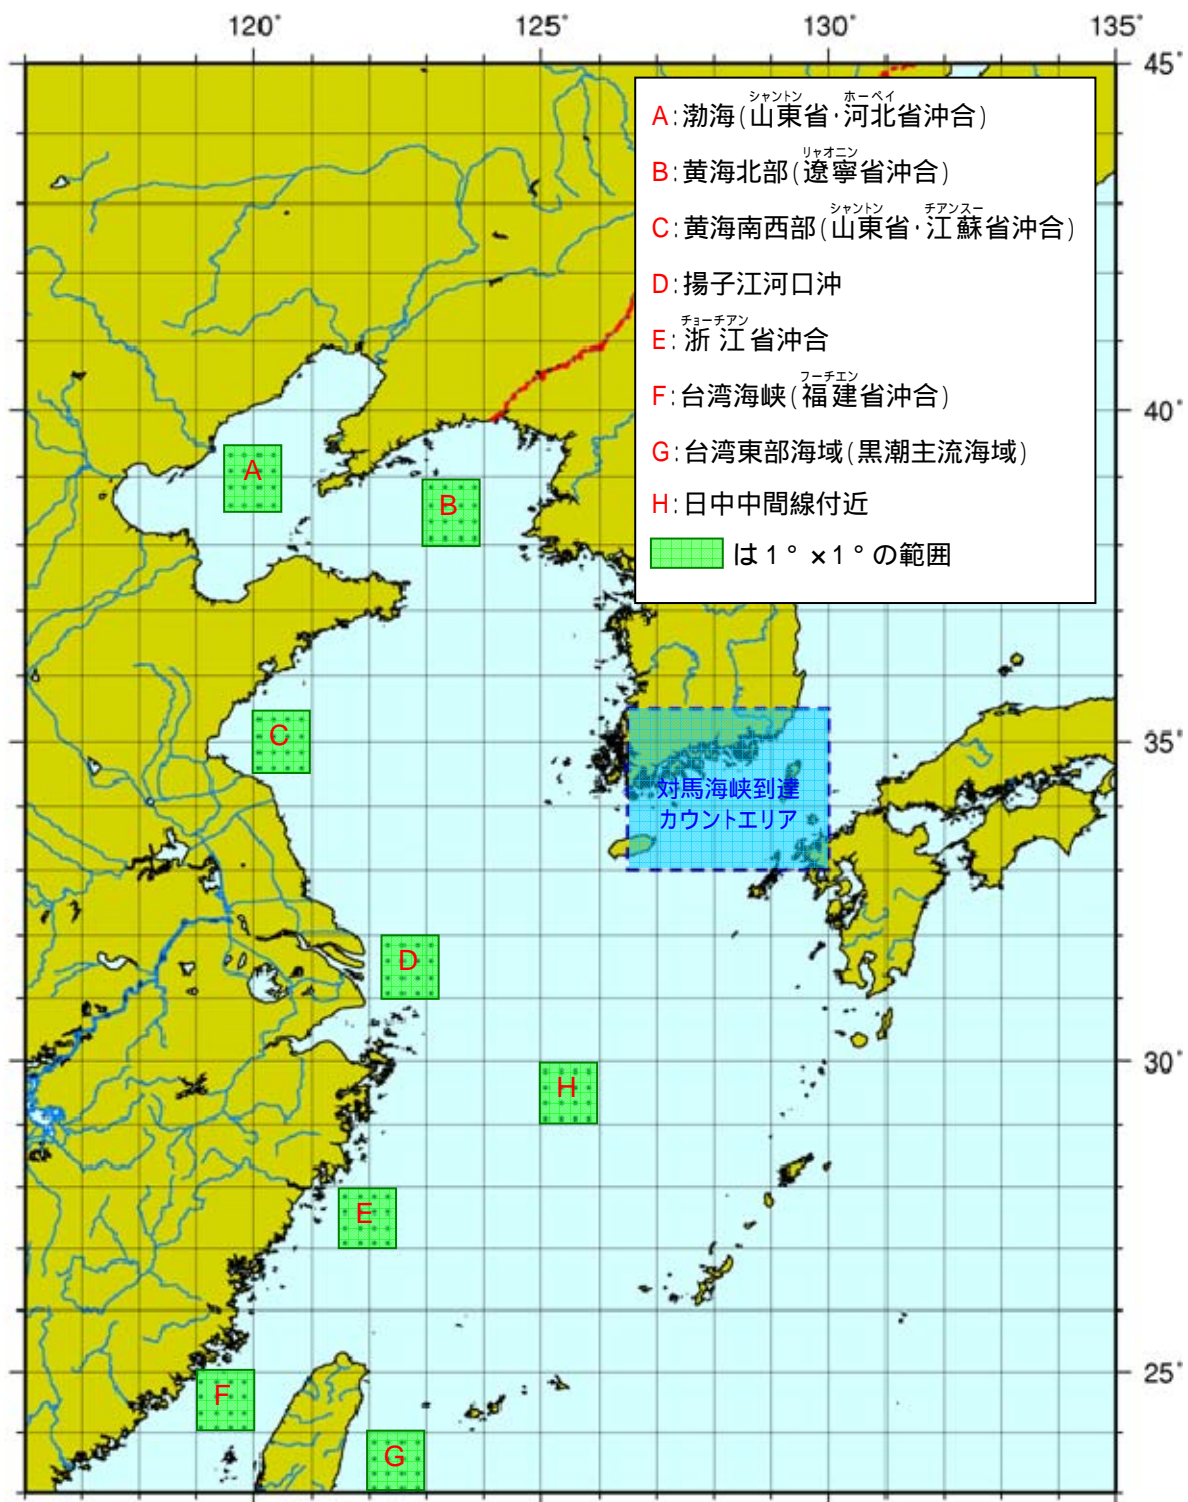 120° 125° 130° 135°
45°
シャントン ホーペイ
A:渤海(山東省・河北省沖合)
リャオニン
B:黄海北部(遼寧省沖合)
シャントン チアンスー
C:黄海南西部(山東省・江蘇省沖合)
D:揚子江河口沖
チョーチアン
E:浙江省沖合
フーチエン
F:台湾海峡(福建省沖合)
G:台湾東部海域(黒潮主流海域)
H:日中中間線付近
は1°×1°の範囲
40°
A
B
C
35°
対馬海峡到達
カウントエリア
D
30°
H
E
25°
F
G